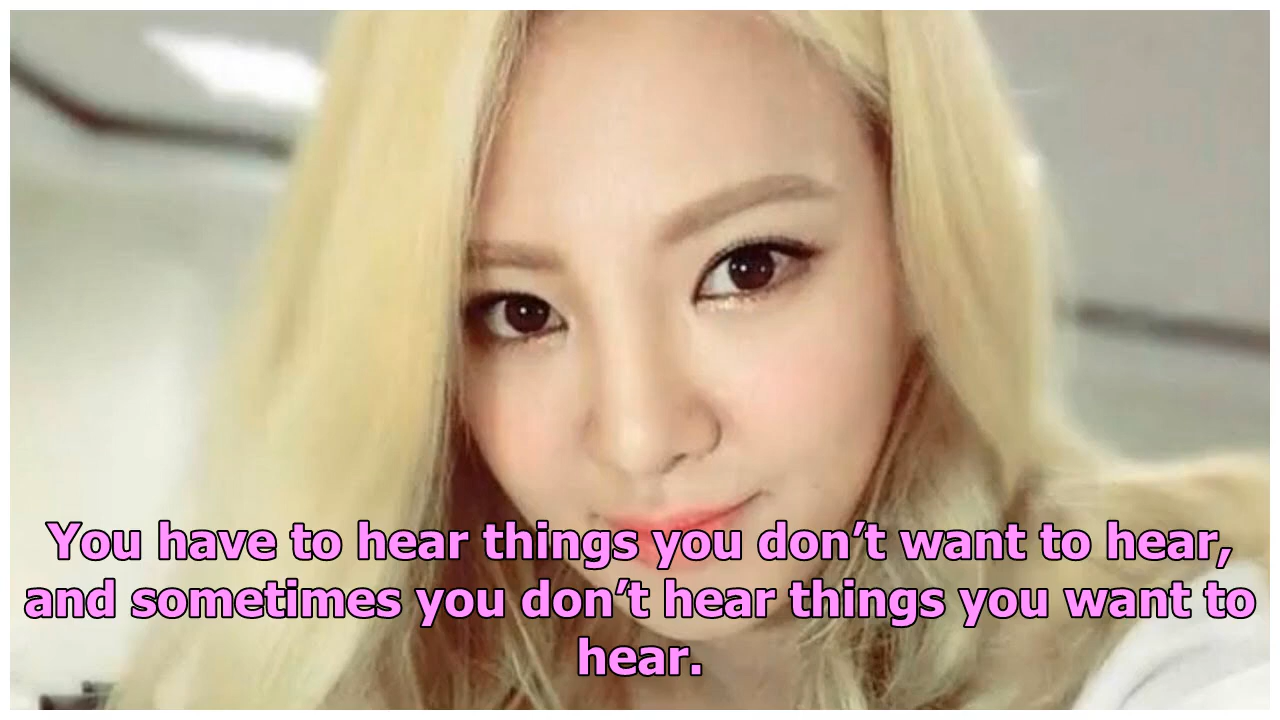 You have to hear things you don’t want to hear,
and sometimes you don’t hear things you want to
hear.